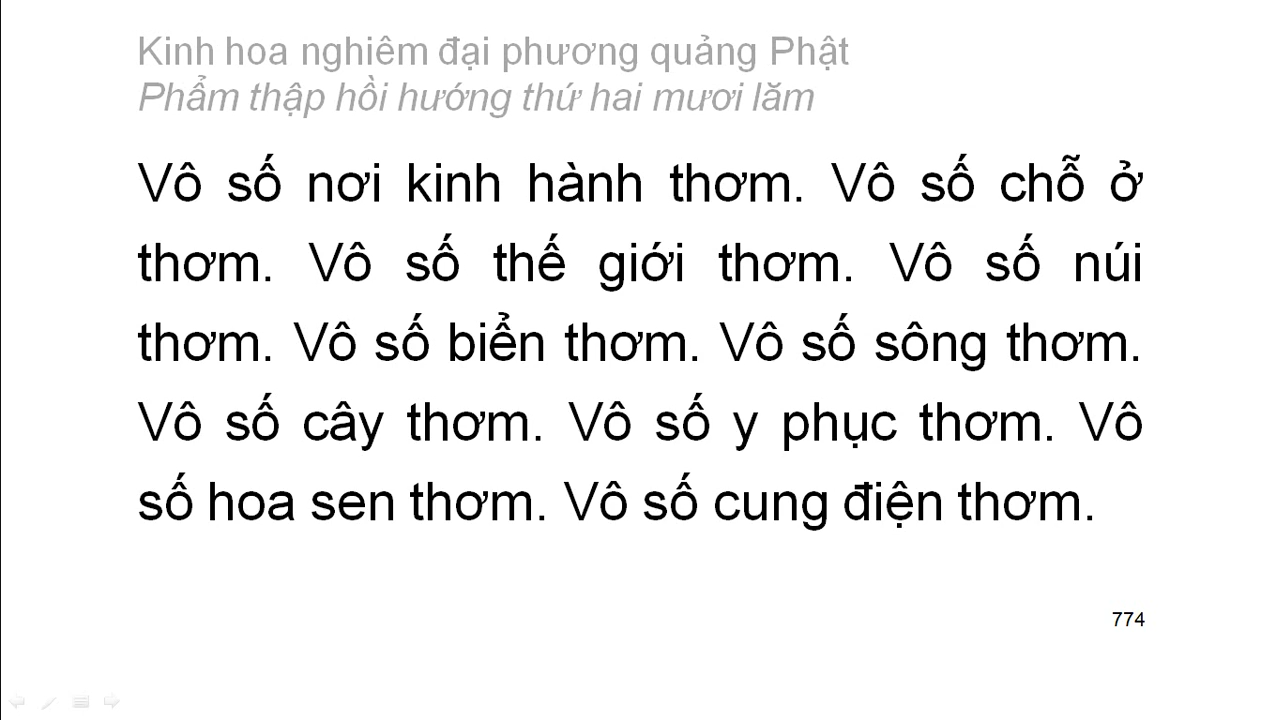 Kinh hoa nghiêm đại phương quảng Phật
Phẩm thập hồi hướng thứ hai mươi lăm
Vô số nơi kinh hành thơm. Vô số chỗ ở
thơm. Vô số thế giới thơm. Vô số núi
thơm. Vô số biển thơm. Vô số sông thơm.
Vô số cây thơm. Vô số y phục thơm. Vô
số hoa sen thơm. Vô số cung điện thơm.
774